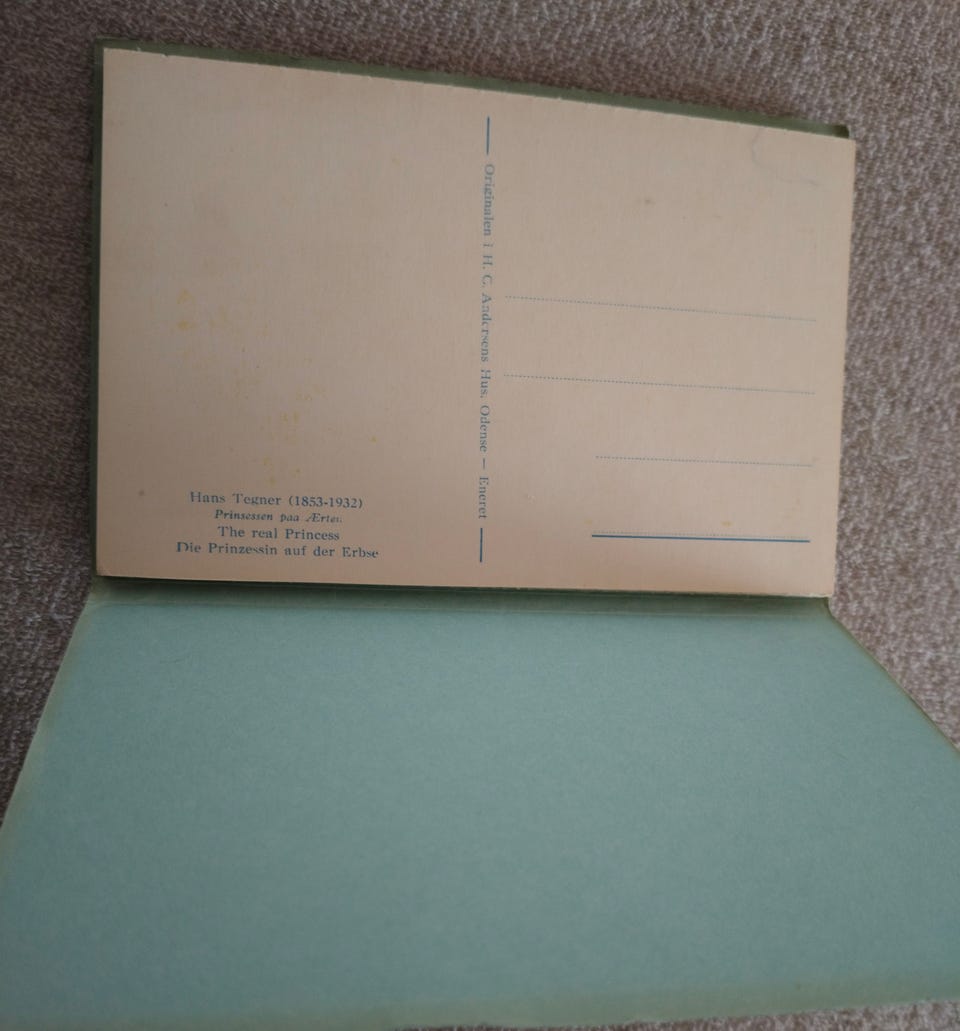 Hans Tegner (1853-1932)
Prinsessen paa Ærten.
The real Princess
Die Prinzessin auf der Erbse
Originalen i H. C. Andersens Hus, Odense — Eneret